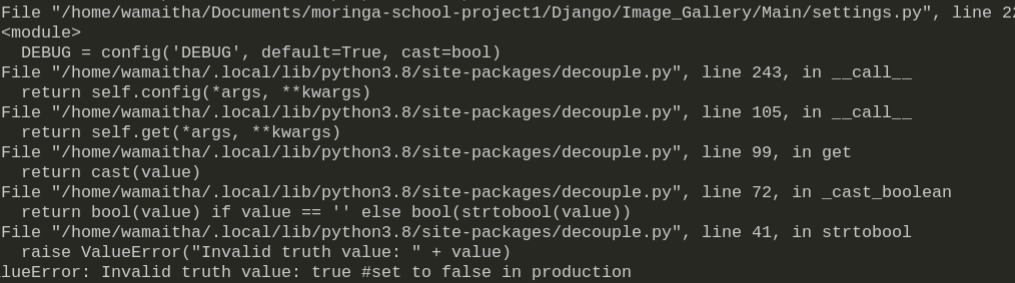 File "/home/wamaitha/Documents/moringa-school-project1/Django/Image_Gallery/Main/settings.py", line 22
<module>
DEBUG = config('DEBUG', default=True, cast=bool)
File "/home/wamaitha/.local/lib/python3.8/site-packages/decouple.py", line 243, in __call__
return self.config(*args, **kwargs)
File "/home/wamaitha/.local/lib/python3.8/site-packages/decouple.py", line 105, in __call__
return self.get(*args, **kwargs)
File "/home/wamaitha/.local/lib/python3.8/site-packages/decouple.py", line 99, in get
return cast(value)
File "/home/wamaitha/.local/lib/python3.8/site-packages/decouple.py", line 72, in _cast_boolean
return bool(value) if value == '' else bool(strtobool(value))
File "/home/wamaitha/.local/lib/python3.8/site-packages/decouple.py", line 41, in strtobool
raise ValueError("Invalid truth value: " + value)
lueError: Invalid truth value: true #set to false in production